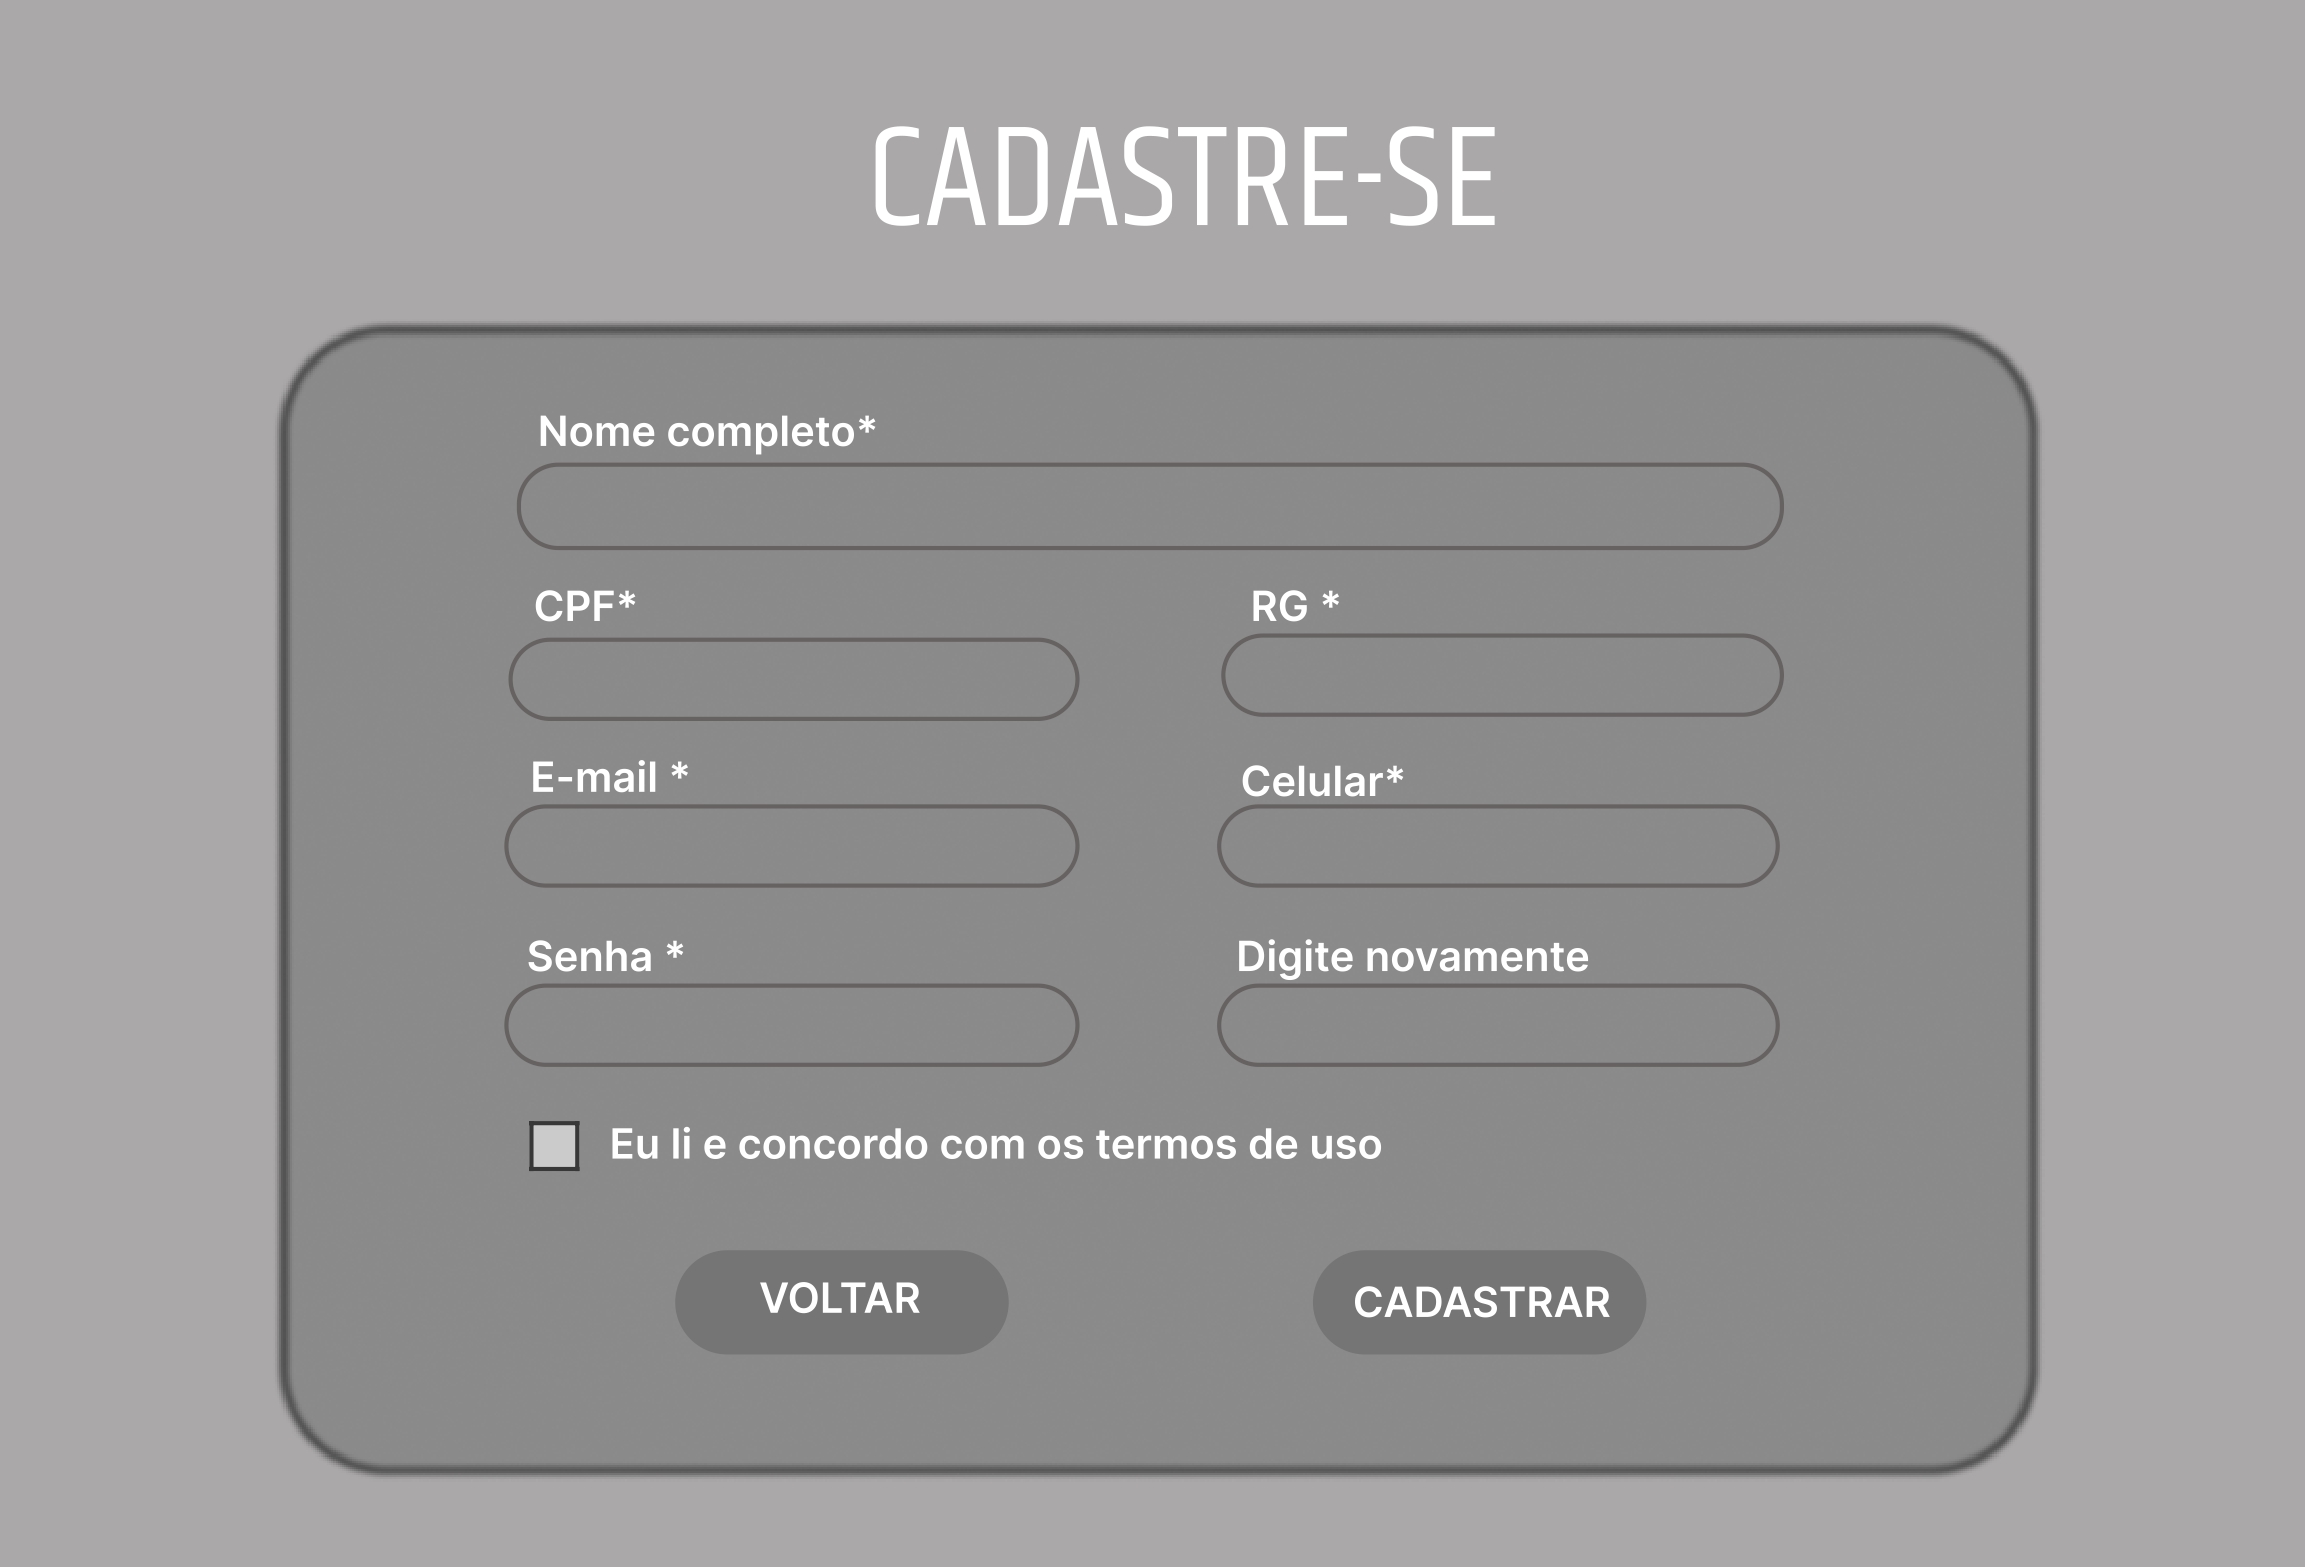 CADASTRE-SE
Nome completo*
CPF*
RG *
E-mail *
Celular*
Senha *
Digite novamente
Eu li e concordo com os termos de uso
VOLTAR
CADASTRAR